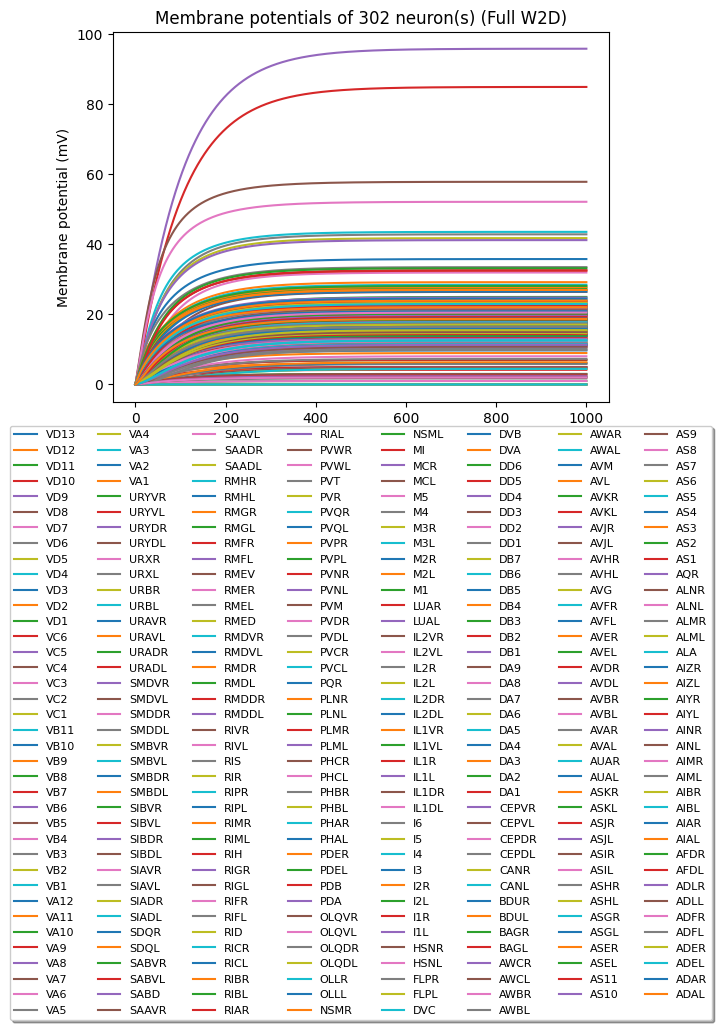 Membrane potentials of 302 neuron(s) (Full W2D)
100
80
60
40
20
0
Membrane potential (mV)
0 200 400 600 800 1000
VD13 VA4 SAAVL RIAL NSML DVB AWAR AS9
VD12 VA3 SAADR PVWR MI DVA AWAL AS8
VD11 VA2 SAADL PVWL MCR DD6 AVM AS7
VD10 VA1 RMHR PVT MCL DD5 AVL AS6
VD9 URYVR RMHL PVR M5 DD4 AVKR AS5
VD8 URYVL RMGR PVQR M4 DD3 AVKL AS4
VD7 URYDR RMGL PVQL M3R DD2 AVJR AS3
VD6 URYDL RMFR PVPR M3L DD1 AVJL AS2
VD5 URXR RMFL PVPL M2R DB7 AVHR AS1
VD4 URXL RMEV PVNR M2L DB6 AVHL AQR
VD3 URBR RMER PVNL M1 DB5 AVG ALNR
VD2 URBL RMEL PVM LUAR DB4 AVFR ALNL
VD1 URAVR RMED PVDR LUAL DB3 AVFL ALMR
VC6 URAVL RMDVR PVDL IL2VR DB2 AVER ALML
VC5 URADR RMDVL PVCR IL2VL DB1 AVEL ALA
VC4 URADL RMDR PVCL IL2R DA9 AVDR AIZR
VC3 SMDVR RMDL PQR IL2L DA8 AVDL AIZL
VC2 SMDVL RMDDR PLNR IL2DR DA7 AVBR AIYR
VC1 SMDDR RMDDL PLNL IL2DL DA6 AVBL AIYL
VB11 SMDDL RIVR PLMR IL1VR DA5 AVAR AINR
VB10 SMBVR RIVL PLML IL1VL DA4 AVAL AINL
VB9 SMBVL RIS PHCR IL1R DA3 AUAR AIMR
VB8 SMBDR RIR PHCL IL1L DA2 AUAL AIML
VB7 SMBDL RIPR PHBR IL1DR DA1 ASKR AIBR
VB6 SIBVR RIPL PHBL IL1DL CEPVR ASKL AIBL
VB5 SIBVL RIMR PHAR I6 CEPVL ASJR AIAR
VB4 SIBDR RIML PHAL I5 CEPDR ASJL AIAL
VB3 SIBDL RIH PDER I4 CEPDL ASIR AFDR
VB2 SIAVR RIGR PDEL I3 CANR ASIL AFDL
VB1 SIAVL RIGL PDB I2R CANL ASHR ADLR
VA12 SIADR RIFR PDA I2L BDUR ASHL ADLL
VA11 SIADL RIFL OLQVR I1R BDUL ASGR ADFR
VA10 SDQR RID OLQVL I1L BAGR ASGL ADFL
VA9 SDQL RICR OLQDR HSNR BAGL ASER ADER
VA8 SABVR RICL OLQDL HSNL AWCR ASEL ADEL
VA7 SABVL RIBR OLLR FLPR AWCL AS11 ADAR
VA6 SABD RIBL OLLL FLPL AWBR AS10 ADAL
VA5 SAAVR RIAR NSMR DVC AWBL